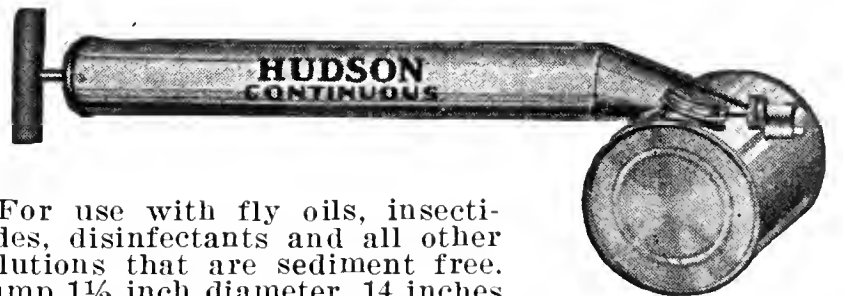 HUDSON
CONTINUOUS
For use with fly oils, insecti-
des, disinfectants and all other
lutions that are sediment free.
mp 1½ inch diameter, 14 inches